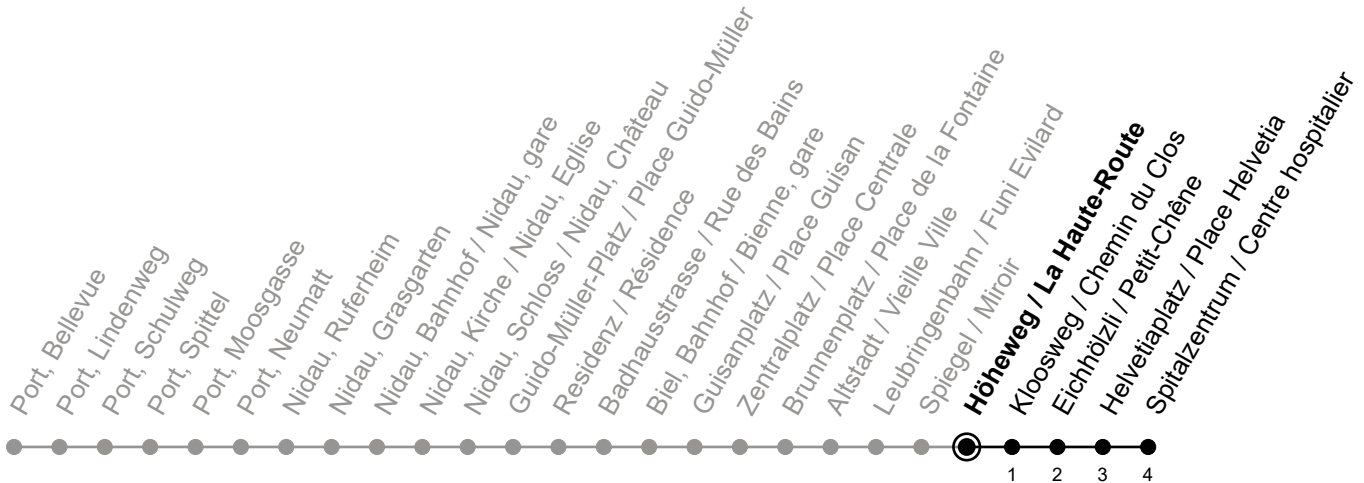 Port, Bellevue
Port, Lindenweg
Port, Schulweg
Port, Spittel
Port, Moosgasse
Port, Neumatt
Nidau, Ruferheim
Nidau, Grasgarten
Nidau, Bahnhof / Nidau, gare
Nidau, Kirche / Nidau, Eglise
Nidau, Schloss / Nidau, Château
Guido-Müller-Platz / Place Guido-Müller
Residenz / Résidence
Badhausstrasse / Rue des Bains
Biel, Bahnhof / Bienne, gare
Guisanplatz / Place Guisan
Zentralplatz / Place Centrale
Brunnenplatz / Place de la Fontaine
Altstadt / Vieille Ville
Leubringenbahn / Funi Evilard
Spiegel / Miroir
Höheweg / La Haute-Route
Kloosweg / Chemin du Clos
Eichhölzli / Petit-Chêne
Helvetiaplatz / Place Helvetia
Spitalzentrum / Centre hospitalier
1 2 3 4